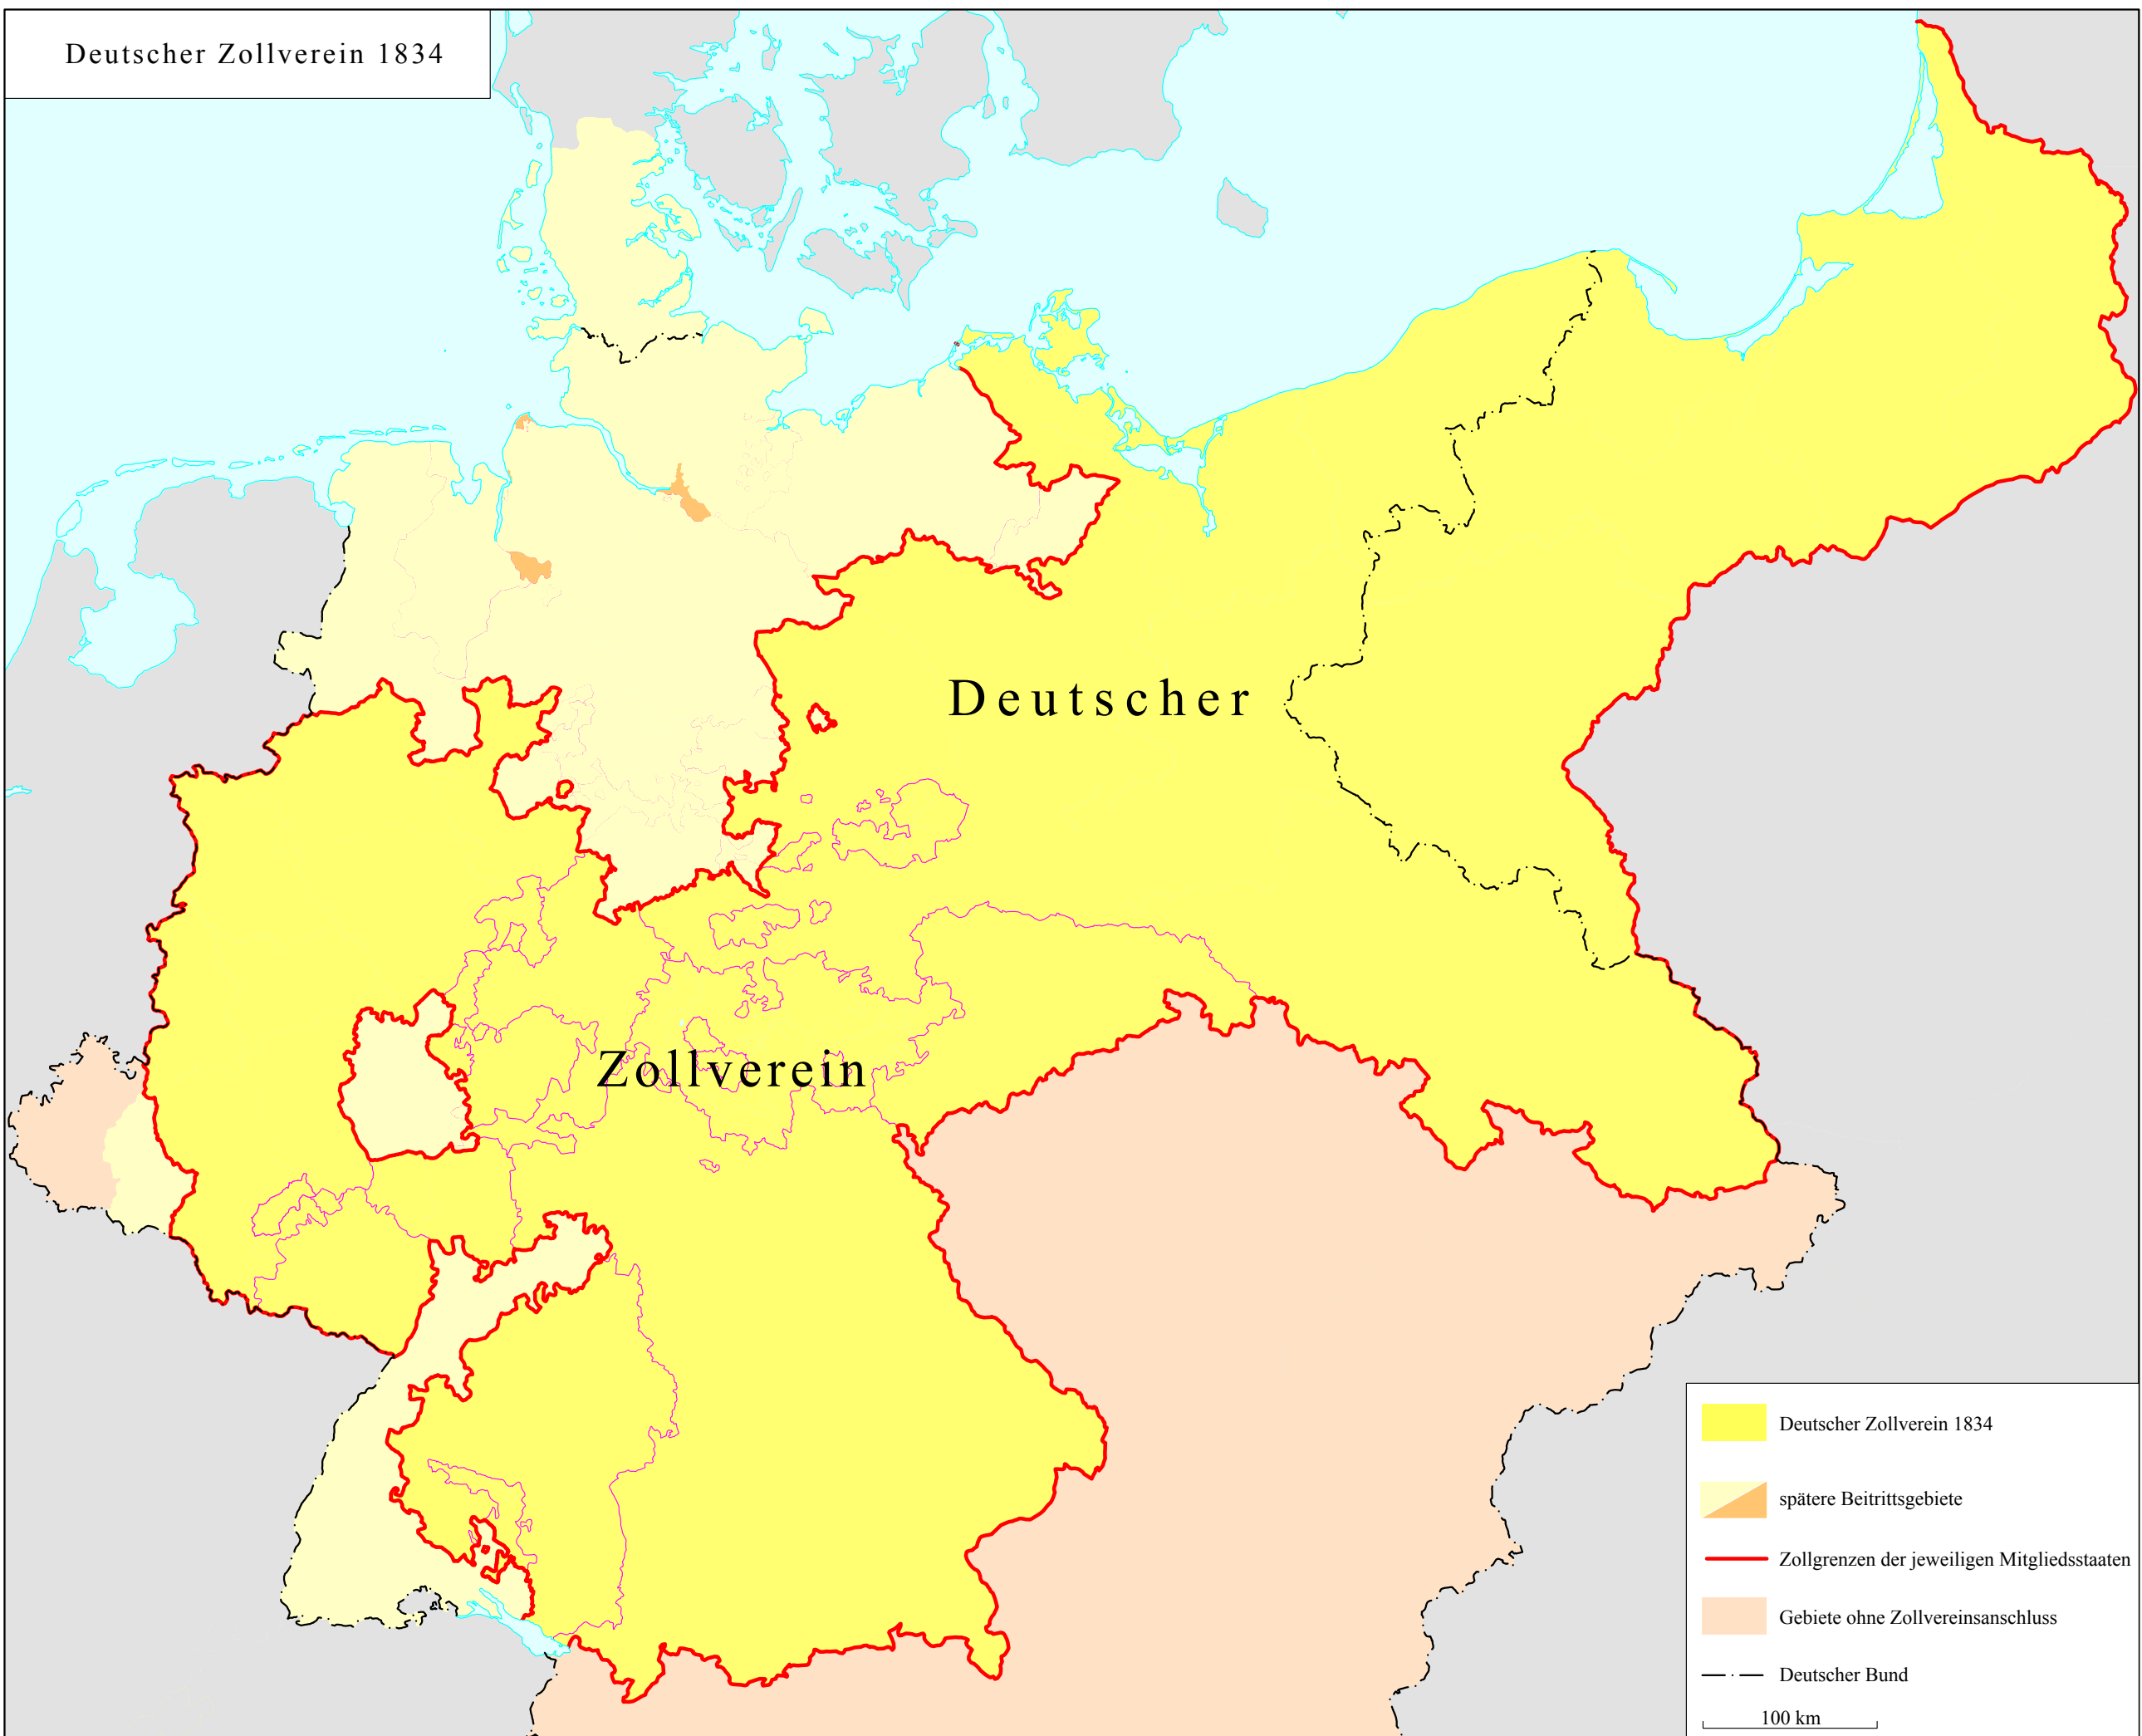 Deutscher Zollverein 1834
Deutscher
Zollverein
Deutscher Zollverein 1834
spätere Beitrittsgebiete
Zollgrenzen der jeweiligen Mitgliedsstaaten
Gebiete ohne Zollvereinsanschluss
Deutscher Bund
100 km